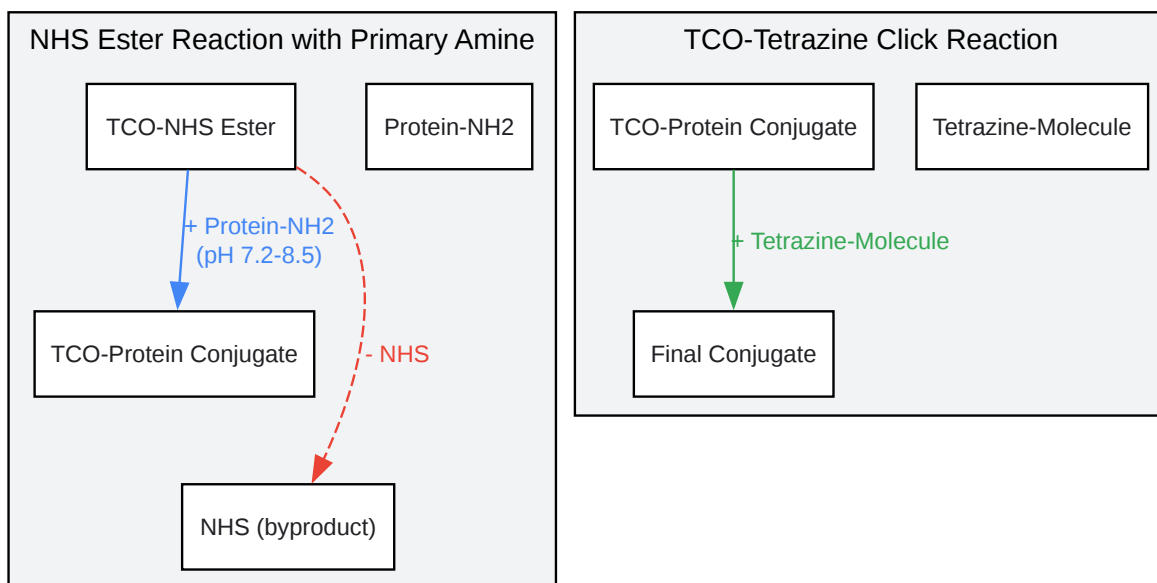 NHS Ester Reaction with Primary Amine
TCO-NHS Ester
Protein-NH2
+ Protein-NH2
(pH 7.2-8.5)
TCO-Protein Conjugate
- NHS
NHS (byproduct)
TCO-Tetrazine Click Reaction
TCO-Protein Conjugate
Tetrazine-Molecule
+ Tetrazine-Molecule
Final Conjugate